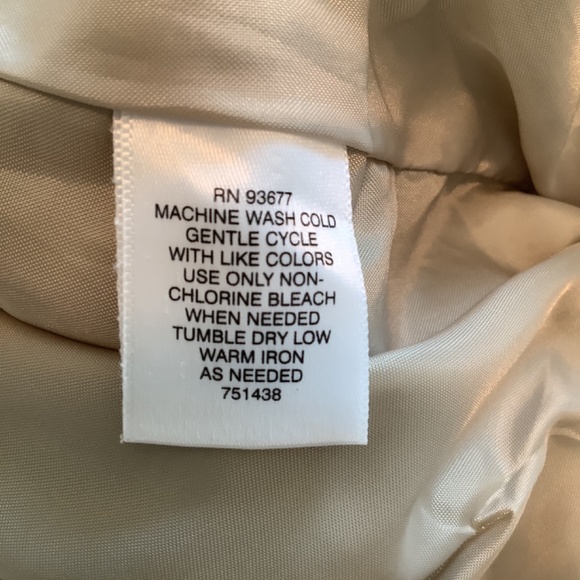 RN 93677
MACHINE WASH COLD
GENTLE CYCLE
WITH LIKE COLORS
USE ONLY NON-
CHLORINE BLEACH
WHEN NEEDED
TUMBLE DRY LOW
WARM IRON
AS NEEDED
751438